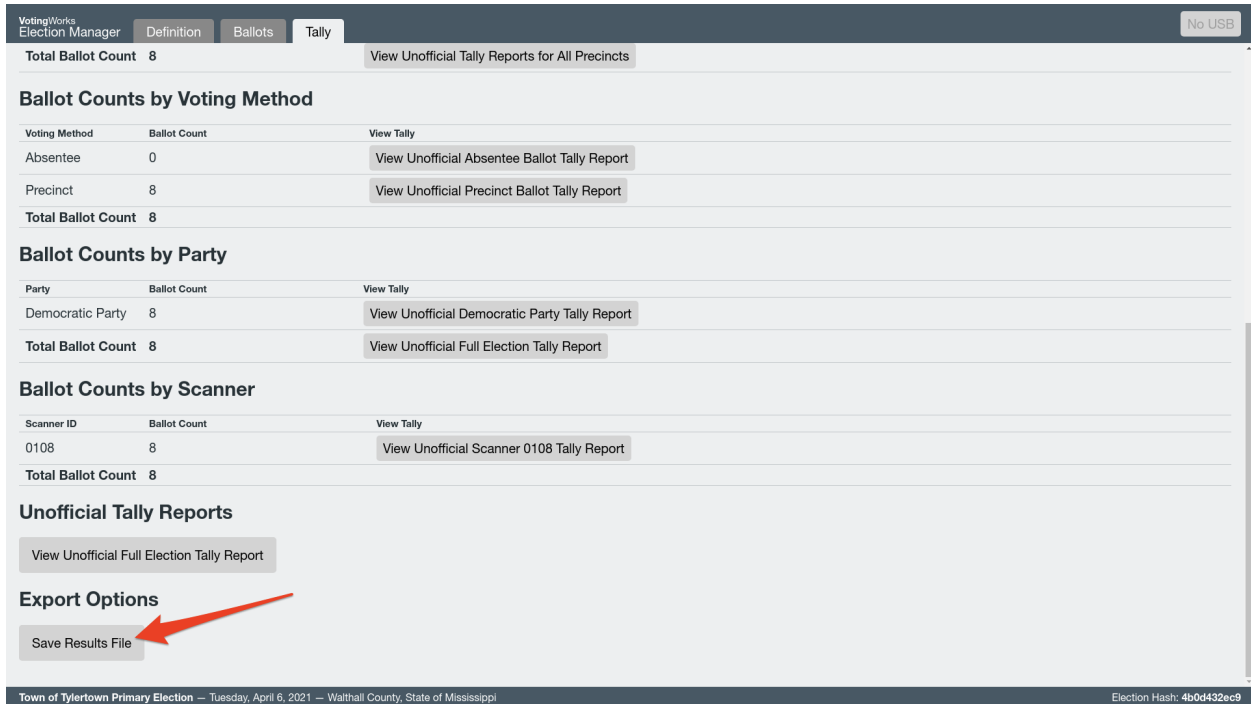 VotingWorks
Election Manager Definition Ballots Tally No USB
Total Ballot Count 8 View Unofficial Tally Reports for All Precincts
Ballot Counts by Voting Method
Voting Method Ballot Count View Tally
Absentee 0 View Unofficial Absentee Ballot Tally Report
Precinct 8 View Unofficial Precinct Ballot Tally Report
Total Ballot Count 8
Ballot Counts by Party
Party Ballot Count View Tally
Democratic Party 8 View Unofficial Democratic Party Tally Report
Total Ballot Count 8 View Unofficial Full Election Tally Report
Ballot Counts by Scanner
Scanner ID Ballot Count View Tally
0108 8 View Unofficial Scanner 0108 Tally Report
Total Ballot Count 8
Unofficial Tally Reports
View Unofficial Full Election Tally Report
Export Options
Save Results File
Town of Tylertown Primary Election — Tuesday, April 6, 2021 — Walthall County, State of Mississippi Election Hash: 4b0d432ec9